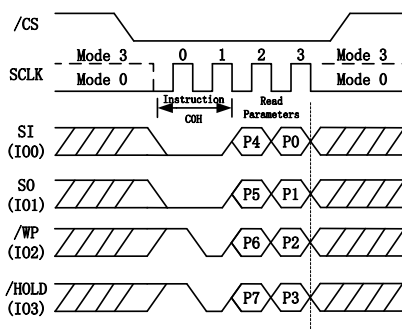 /CS
Mode 3 0 1 2 3 Mode 3
SCLK
Mode 0 Mode 0
Instruction Read
COH Parameters
SI
(IO0) P4 P0
SO
(IO1) P5 P1
/WP
(IO2) P6 P2
/HOLD
(IO3) P7 P3